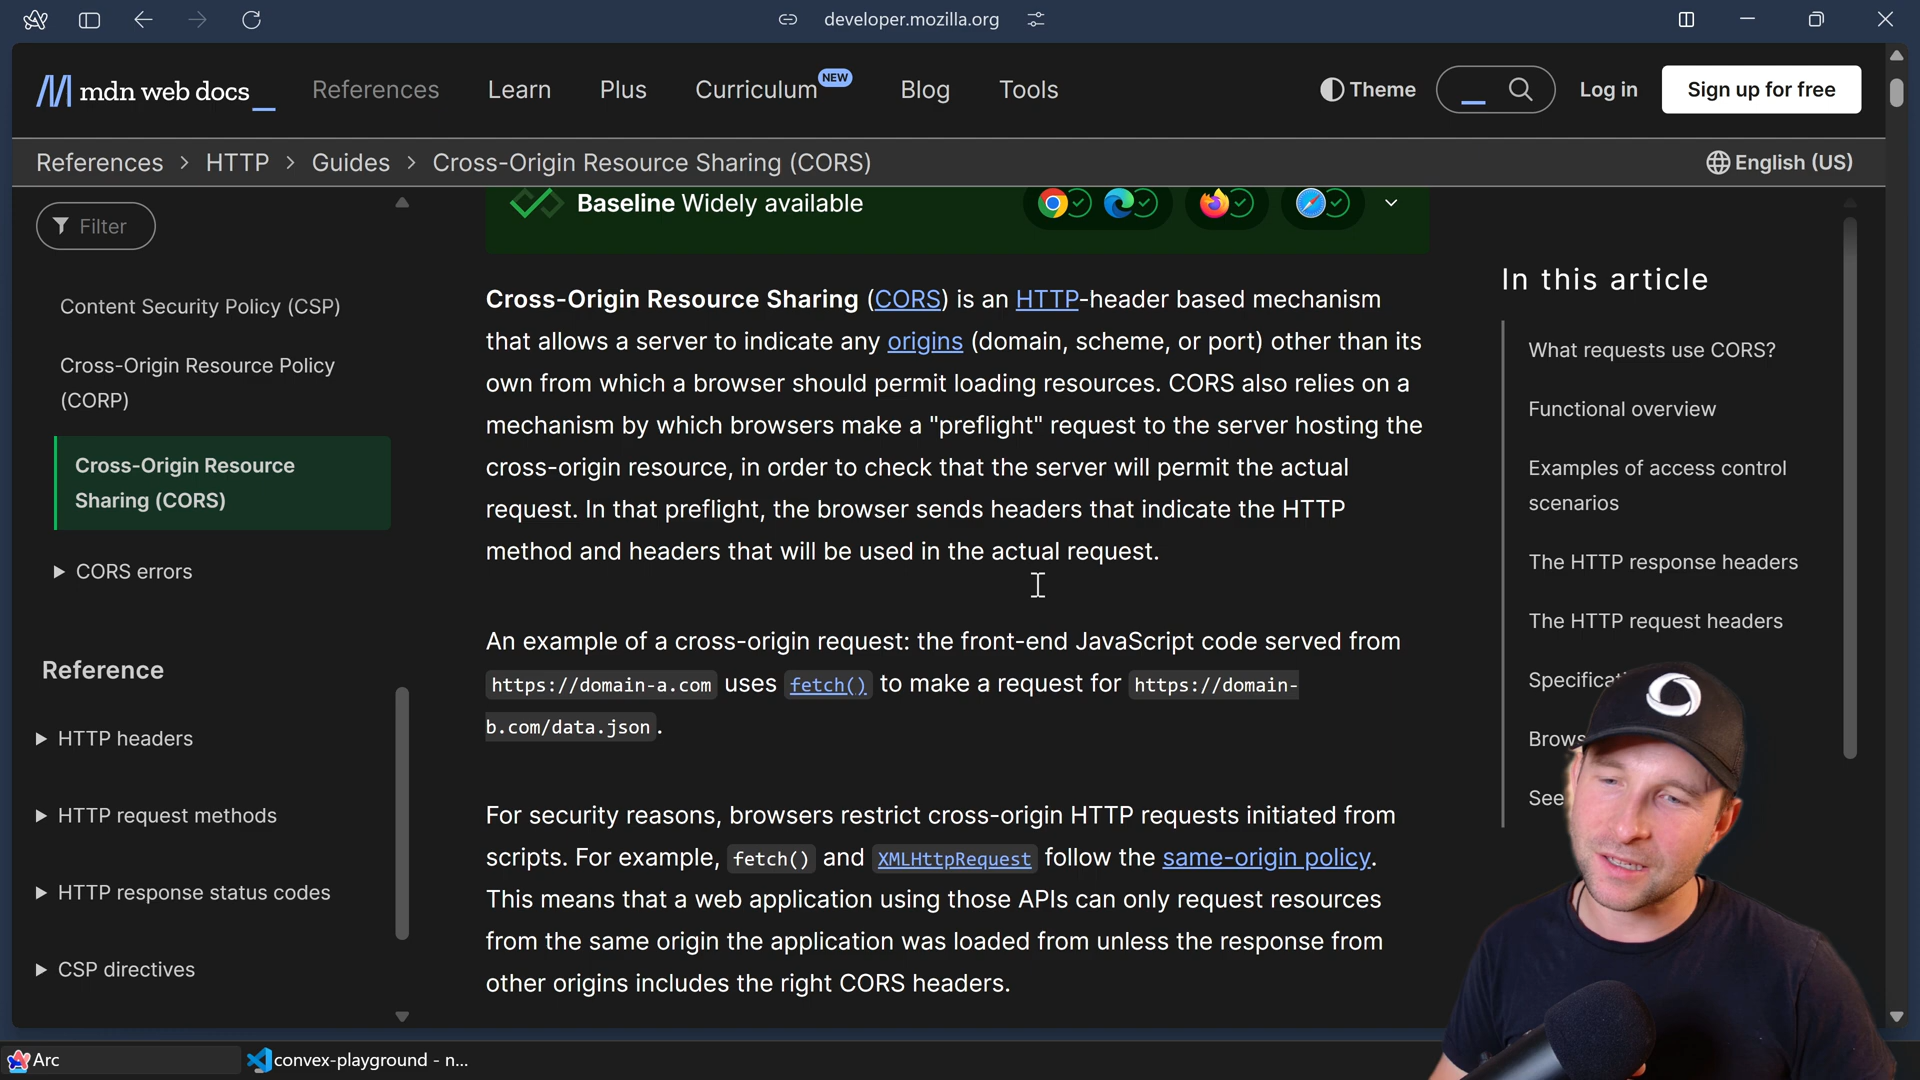 developer.mozilla.org
mdn web docs
References
Learn
Plus
Curriculum
NEW
Blog
Tools
Theme
Log in
Sign up for free
References > HTTP > Guides > Cross-Origin Resource Sharing (CORS)
English (US)
Filter
Content Security Policy (CSP)
Cross-Origin Resource Policy
(CORP)
Cross-Origin Resource
Sharing (CORS)
CORS errors
Reference
HTTP headers
HTTP request methods
HTTP response status codes
CSP directives
Baseline Widely available
Cross-Origin Resource Sharing (CORS) is an HTTP-header based mechanism
that allows a server to indicate any origins (domain, scheme, or port) other than its
own from which a browser should permit loading resources. CORS also relies on a
mechanism by which browsers make a "preflight" request to the server hosting the
cross-origin resource, in order to check that the server will permit the actual
request. In that preflight, the browser sends headers that indicate the HTTP
method and headers that will be used in the actual request.
An example of a cross-origin request: the front-end JavaScript code served from
https://domain-a.com uses fetch() to make a request for https://domain-
b.com/data.json.
For security reasons, browsers restrict cross-origin HTTP requests initiated from
scripts. For example, fetch() and XMLHttpRequest follow the same-origin policy.
This means that a web application using those APIs can only request resources
from the same origin the application was loaded from unless the response from
other origins includes the right CORS headers.
In this article
What requests use CORS?
Functional overview
Examples of access control
scenarios
The HTTP response headers
The HTTP request headers
See
Arc
convex-playground - n...